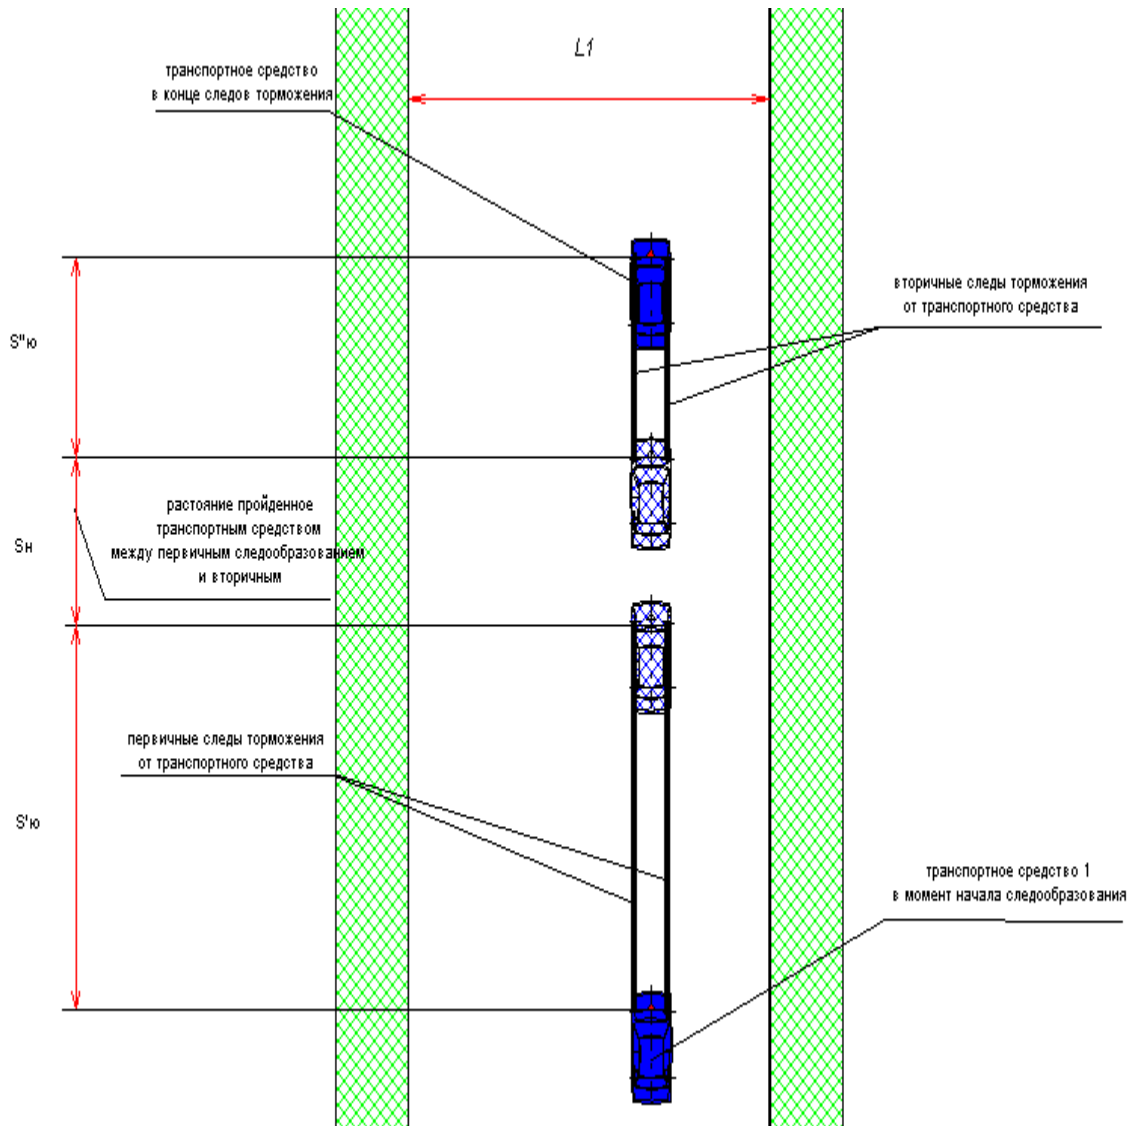 L1
транспортное средство
в конце следов торможения
вторичные следы торможения
от транспортного средства
S"ю
растояние пройденное
транспортным средством
между первичным следообразованием
и вторичным
Sн
первичные следы торможения
от транспортного средства
S'ю
транспортное средство 1
в момент начала следообразования